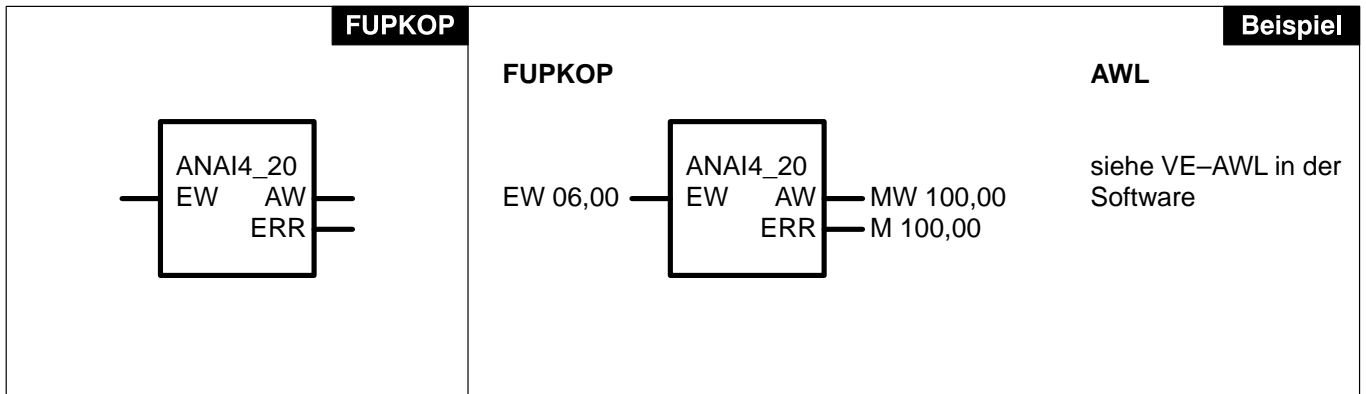 FUPKOP
ANAI4_20
EW AW
ERR
Beispiel
FUPKOP
AWL
ANAI4_20
EW 06,00 EW AW MW 100,00
ERR M 100,00
siehe VE–AWL in der
Software